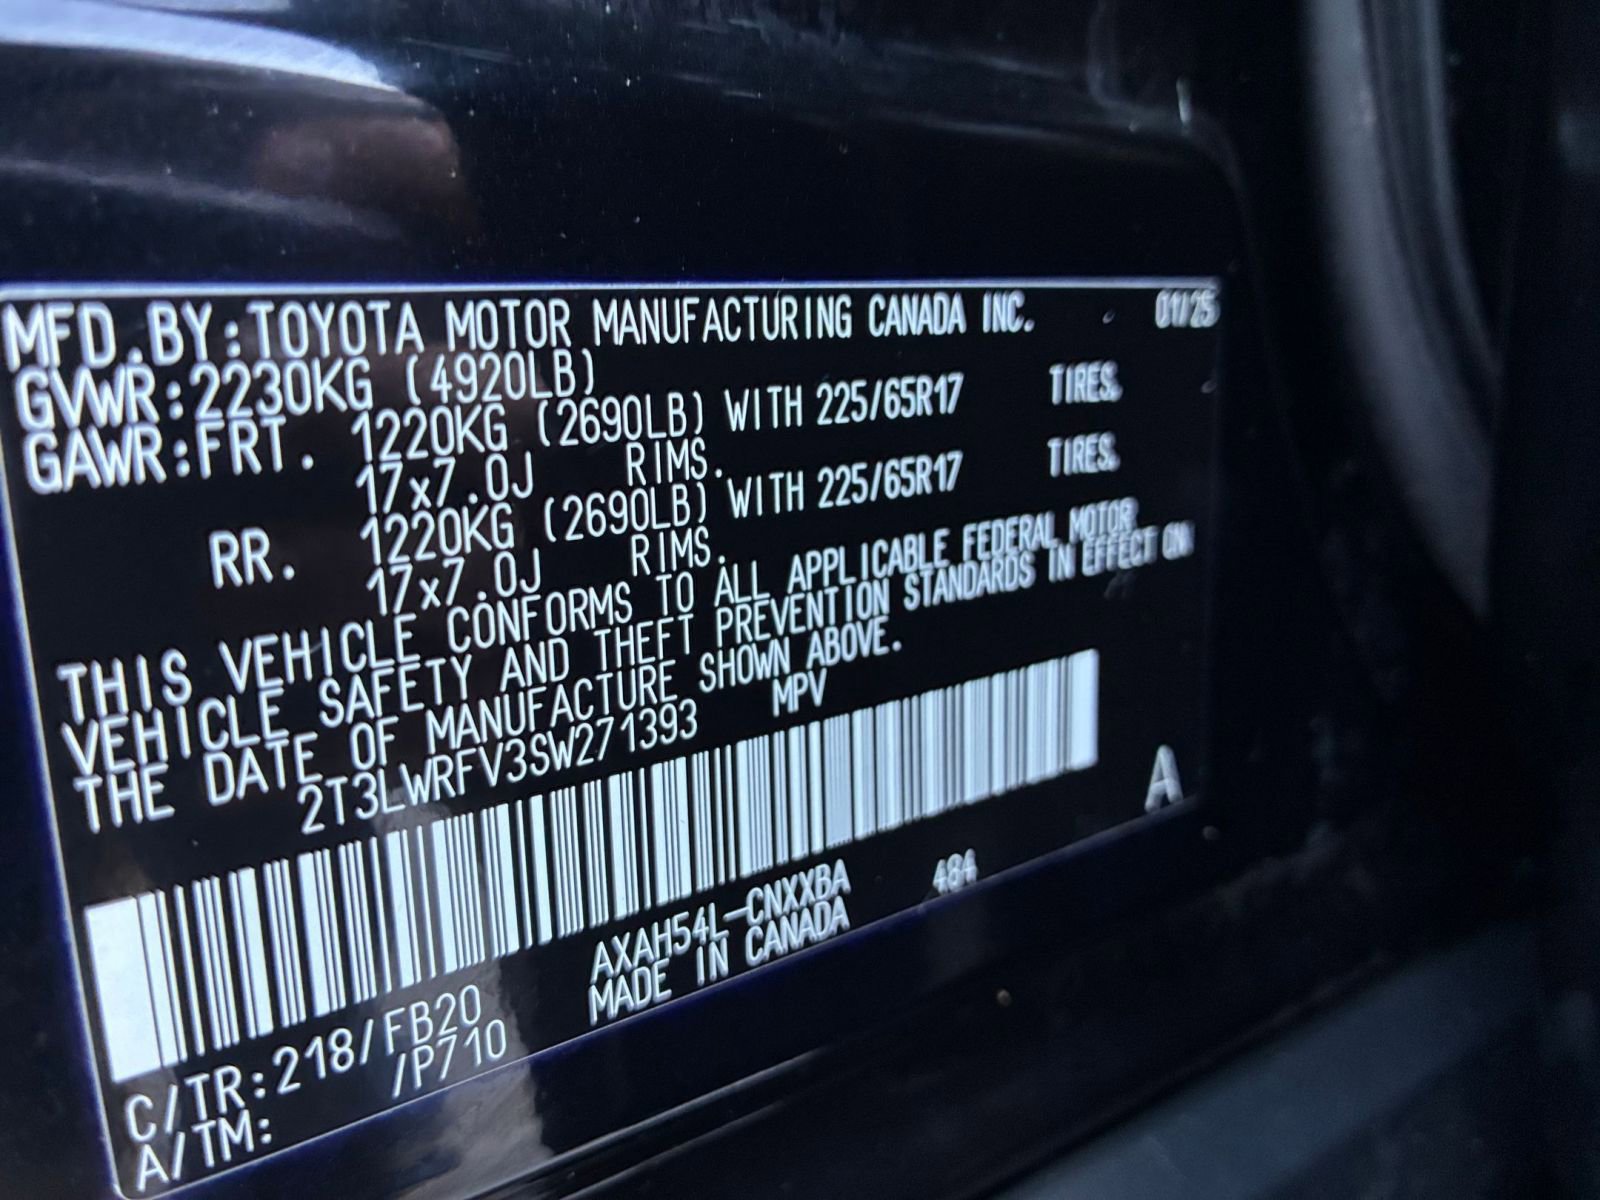 MFD.BY:TOYOTA MOTOR MANUFACTURING CANADA INC. 01/25
GVWR:2230KG (4920LB)
GAWR:FRT. 1220KG (2690LB) WITH 225/65R17 TIRES.
17x7.0J RIMS.
RR. 1220KG (2690LB) WITH 225/65R17 TIRES.
17x7.0J RIMS.
THIS VEHICLE CONFORMS TO ALL APPLICABLE FEDERAL MOTOR
VEHICLE SAFETY AND THEFT PREVENTION STANDARDS IN EFFECT ON
THE DATE OF MANUFACTURE SHOWN ABOVE.
2T3LWRFV3SW271393 MPV
A
C/TR:218/FB20 AXAH54L-CNXXBA 484
A/TM: /P710 MADE IN CANADA